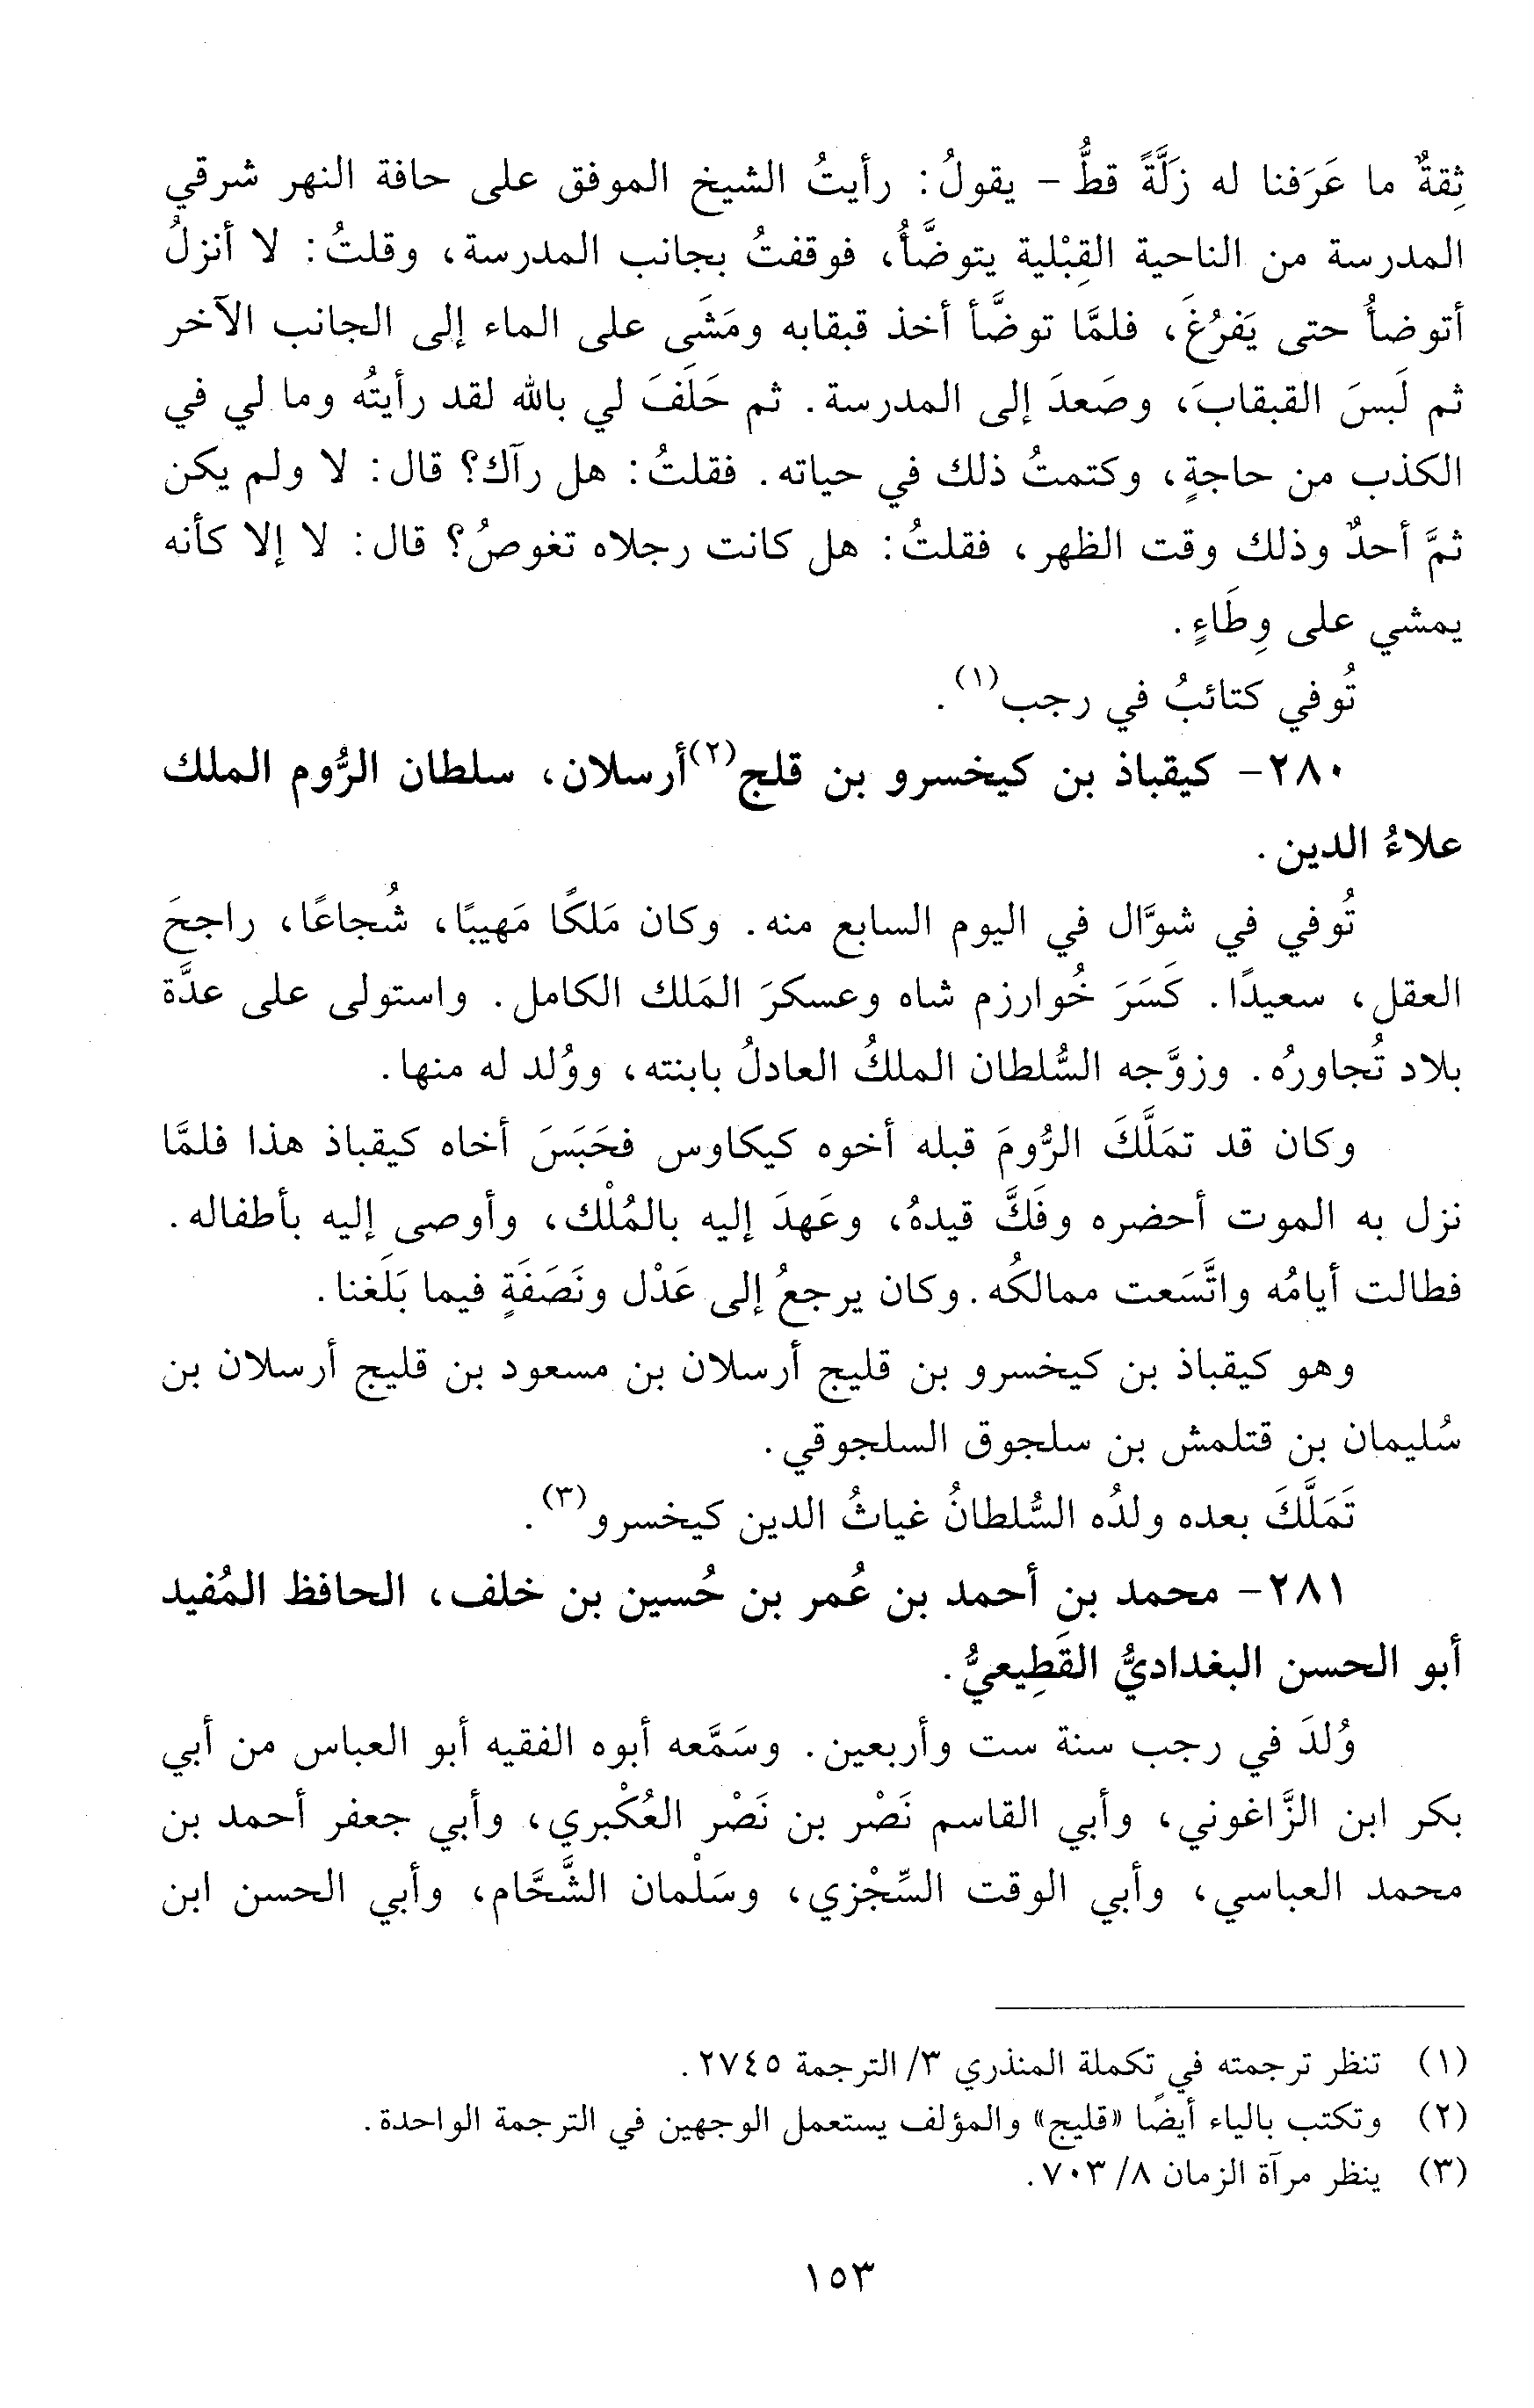 ثِقةٌ ما عَرَفنا له زلَّةً قطُّ - يقولُ: رأيتُ الشيخ الموفق على حافة النهر شرقي
المدرسة من الناحية القِبْلية يتوضَّأُ، فوقفتُ بجانب المدرسة، وقلتُ: لا أنزلُ
أتوضأُ حتى يَفرُغَ، فلمَّا توضَّأ أخذ قبقابه ومَشَى على الماء إلى الجانب الآخر
ثم لَبسَ القبقابَ، وصَعدَ إلى المدرسة. ثم حَلَفَ لي بالله لقد رأيتُه وما لي في
الكذب من حاجةٍ، وكتمتُ ذلك في حياته. فقلتُ: هل رآك؟ قال: لا ولم يكن
ثمَّ أحدٌ وذلك وقت الظهر، فقلتُ: هل كانت رجلاه تغوصُ؟ قال: لا إلا كأنه
يمشي على وِطَاءٍ.
تُوفي كتائبُ في رجب(١).
٢٨٠- كيقباذ بن كيخسرو بن قلج(٢)أرسلان، سلطان الرُّوم الملك
علاءُ الدين.
تُوفي في شوَّال في اليوم السابع منه. وكان مَلكًا مَهيبًا، شُجاعًا، راجحَ
العقل، سعيدًا. كَسَرَ خُوارزم شاه وعسكرَ المَلك الكامل. واستولى على عدَّة
بلاد تُجاورُه. وزوَّجه السُّلطان الملكُ العادلُ بابنته، ووُلد له منها.
وكان قد تمَلَّكَ الرُّومَ قبله أخوه كيكاوس فحَبَسَ أخاه كيقباذ هذا فلمَّا
نزل به الموت أحضره وفَكَّ قيدهُ، وعَهدَ إليه بالمُلْك، وأوصى إليه بأطفاله.
فطالت أيامُه واتَّسَعت ممالكُه. وكان يرجعُ إلى عَدْل ونَصَفَةٍ فيما بَلَغنا.
وهو كيقباذ بن كيخسرو بن قليج أرسلان بن مسعود بن قليج أرسلان بن
سُليمان بن قتلمش بن سلجوق السلجوقي.
تَمَلَّكَ بعده ولدُه السُّلطانُ غياثُ الدين كيخسرو(٣).
٢٨١- محمد بن أحمد بن عُمر بن حُسين بن خلف، الحافظ المُفيد
أبو الحسن البغداديُّ القَطِيعيُّ.
وُلدَ في رجب سنة ست وأربعين. وسَمَّعه أبوه الفقيه أبو العباس من أبي
بكر ابن الزَّاغوني، وأبي القاسم نَصْر بن نَصْر العُكْبري، وأبي جعفر أحمد بن
محمد العباسي، وأبي الوقت السِّجْزي، وسَلْمان الشَّحَّام، وأبي الحسن ابن
(١) تنظر ترجمته في تكملة المنذري ٣/ الترجمة ٢٧٤٥.
(٢) وتكتب بالياء أيضًا «قليج» والمؤلف يستعمل الوجهين في الترجمة الواحدة.
(٣) ينظر مرآة الزمان ٨/ ٧٠٣.
١٥٣